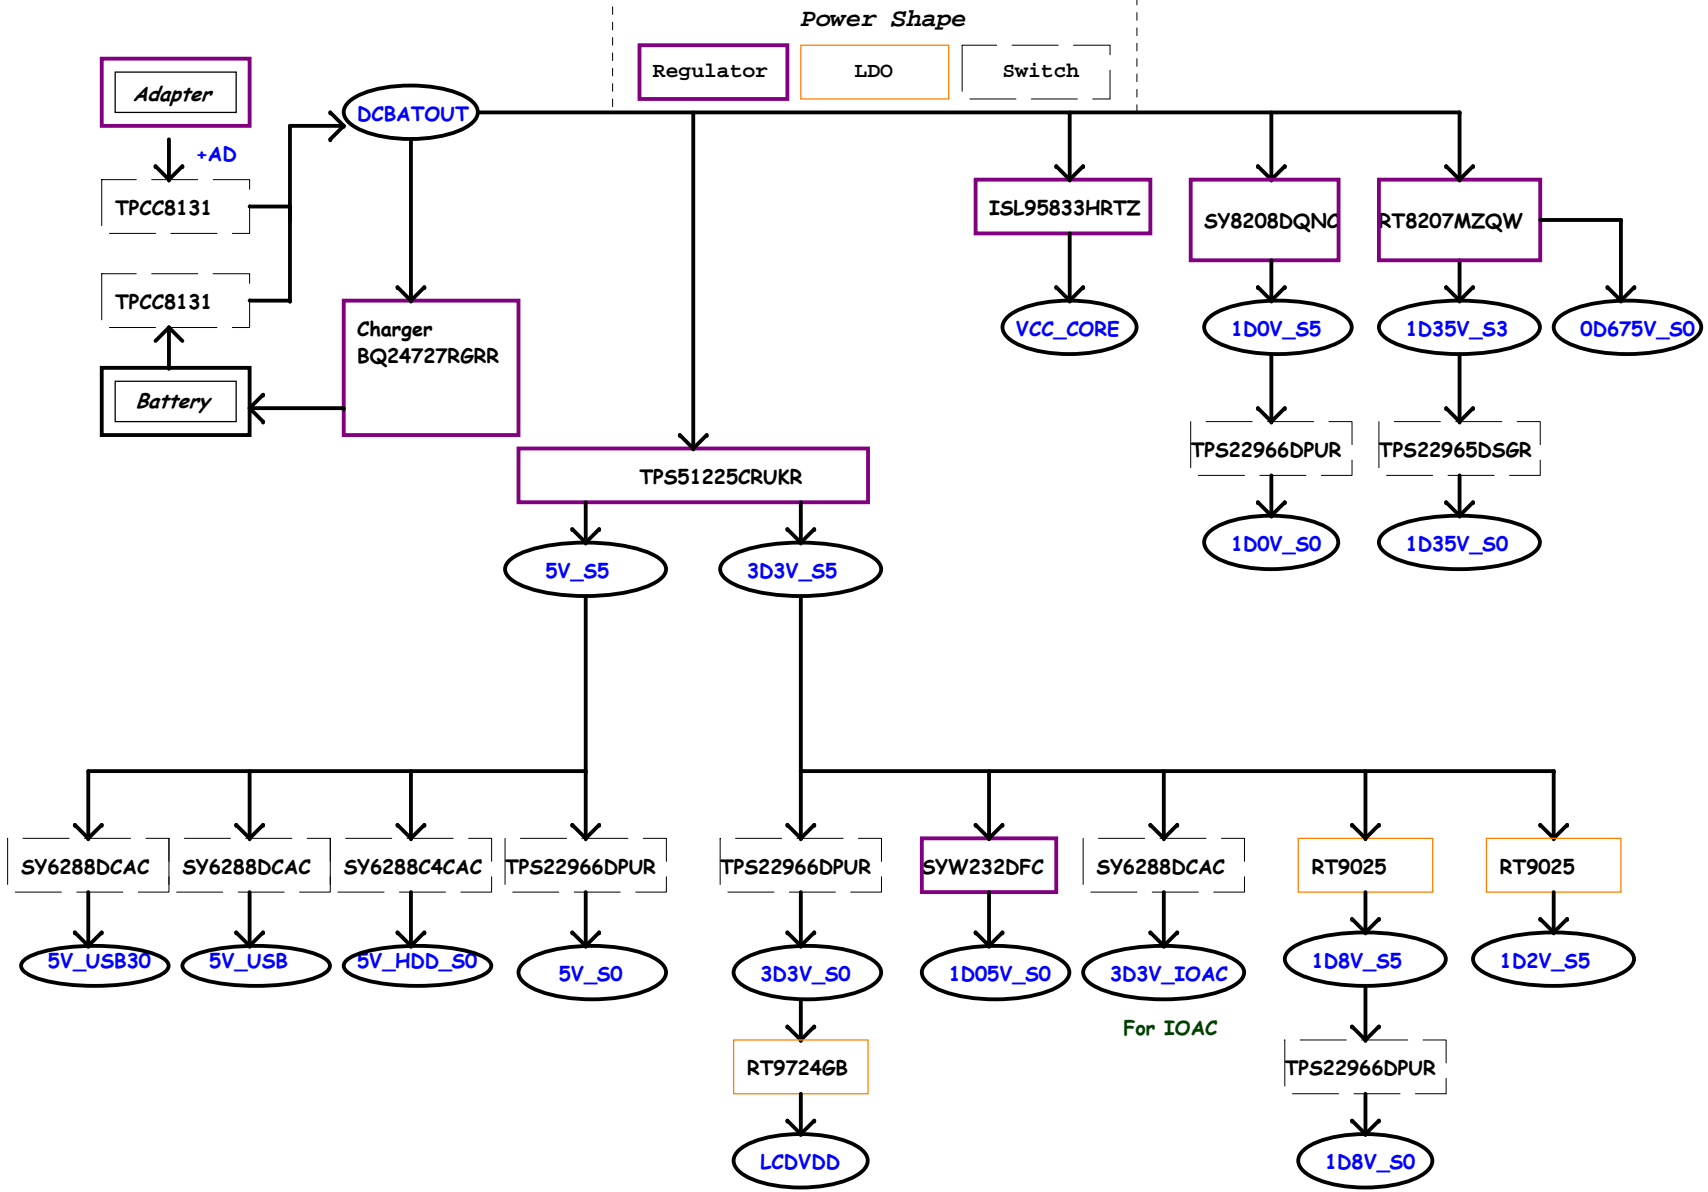 Power Shape
Regulator
LDO
Switch
Adapter
DCBATOUT
+AD
TPCC8131
ISL95833HRTZ
SY8208DQNC
RT8207MZQW
TPCC8131
Charger
BQ24727RGRR
VCC_CORE
1D0V_S5
1D35V_S3
0D675V_S0
Battery
TPS22966DPUR
TPS22965DSGR
TPS51225CRUKR
1D0V_S0
1D35V_S0
5V_S5
3D3V_S5
SY6288DCAC
SY6288DCAC
SY6288C4CAC
TPS22966DPUR
TPS22966DPUR
SYW232DFC
SY6288DCAC
RT9025
RT9025
5V_USB30
5V_USB
5V_HDD_S0
5V_S0
3D3V_S0
1D05V_S0
3D3V_IOAC
1D8V_S5
1D2V_S5
For IOAC
RT9724GB
TPS22966DPUR
LCDVDD
1D8V_S0